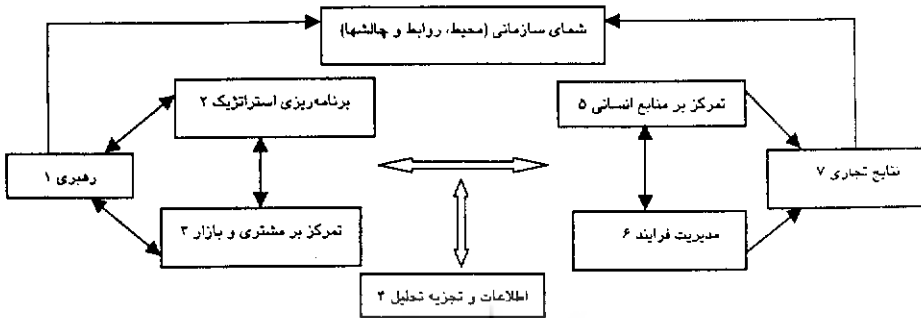 شمای سازمانی (محیط، روابط و چالشها)
برنامه‌ریزی استراتژیک ۲
تمرکز بر منابع انسانی ۵
رهبری ۱
نتایج تجاری ۷
تمرکز بر مشتری و بازار ۳
مدیریت فرایند ۶
اطلاعات و تجزیه تحلیل ۴